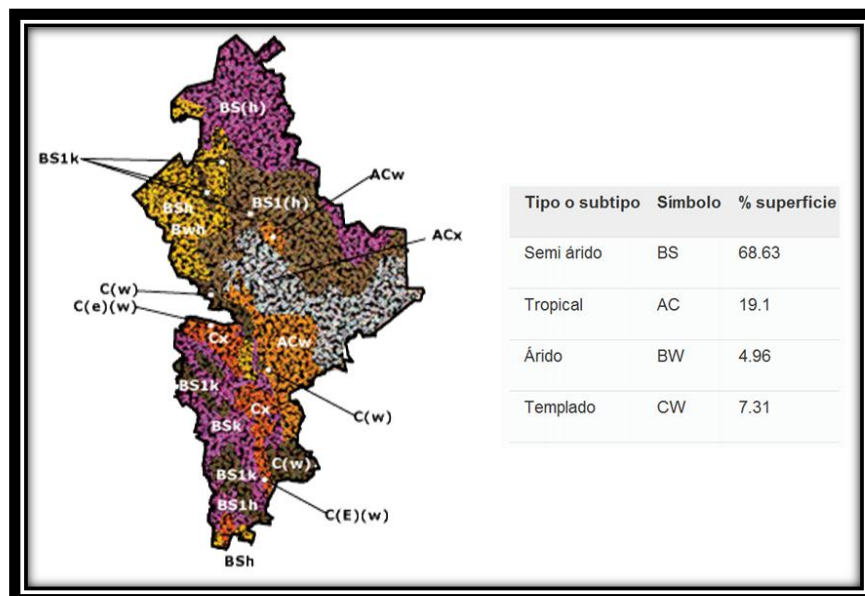 BS(h)
BS1k
ACw
BS1(h)
BSh
Bwh
ACx
C(w)
C(e)(w)
Cx
ACw
BS1k
C(w)
Cx
BSk
C(w)
BS1k
BS1h
C(E)(w)
BSh
Tipo o subtipo Símbolo % superficie
Semi árido BS 68.63
Tropical AC 19.1
Árido BW 4.96
Templado CW 7.31